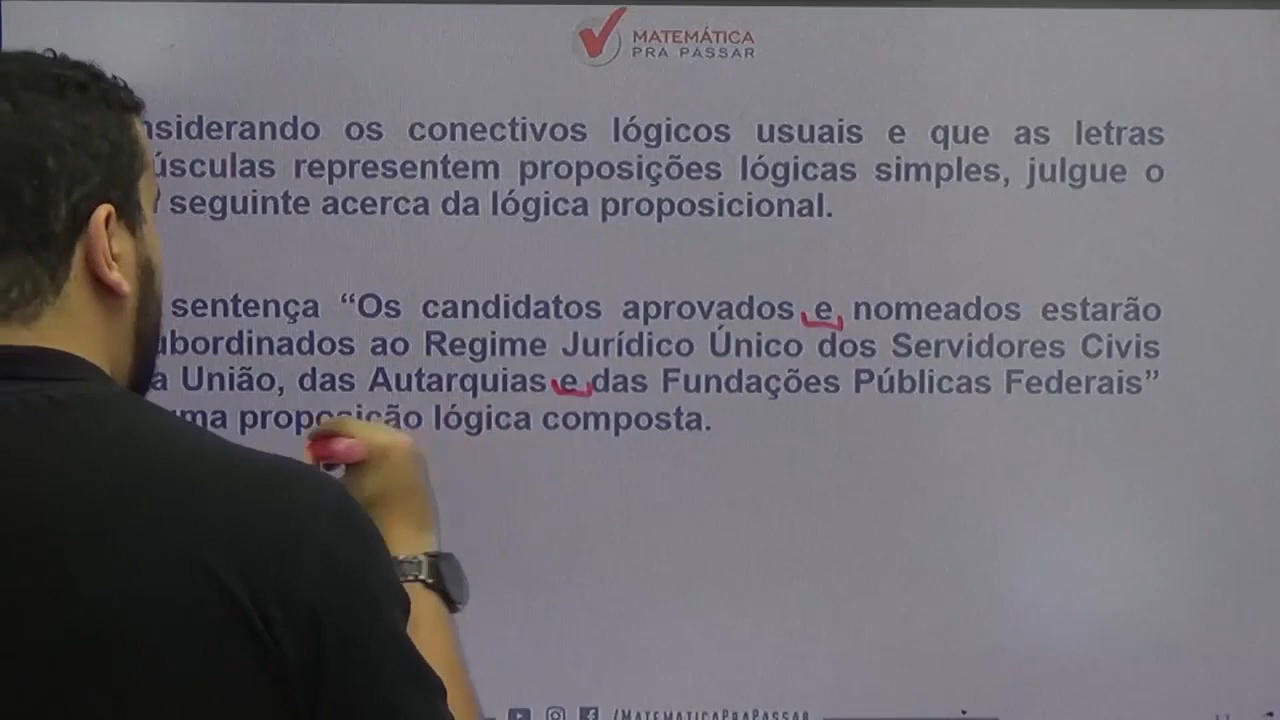 MATEMÁTICA
PRA PASSAR
nsiderando os conectivos lógicos usuais e que as letras
úsculas representem proposições lógicas simples, julgue o
seguinte acerca da lógica proposicional.
sentença “Os candidatos aprovados e nomeados estarão
bordinados ao Regime Jurídico Único dos Servidores Civis
a União, das Autarquias e das Fundações Públicas Federais”
ma proposição lógica composta.
/MATEMATICAPRAPASSAR